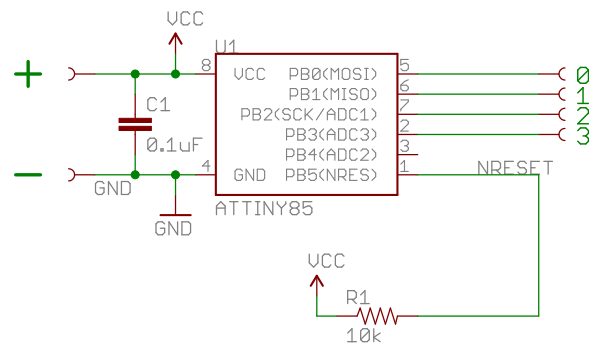 VCC
U1
+
8 VCC PB0(MOSI) 5 0
PB1(MISO) 6 1
C1 PB2(SCK/ADC1) 7 2
0.1uF PB3(ADC3) 2 3
PB4(ADC2) 3
− GND 4 GND PB5(NRES) 1 NRESET
ATTINY85
GND
VCC
R1
10k